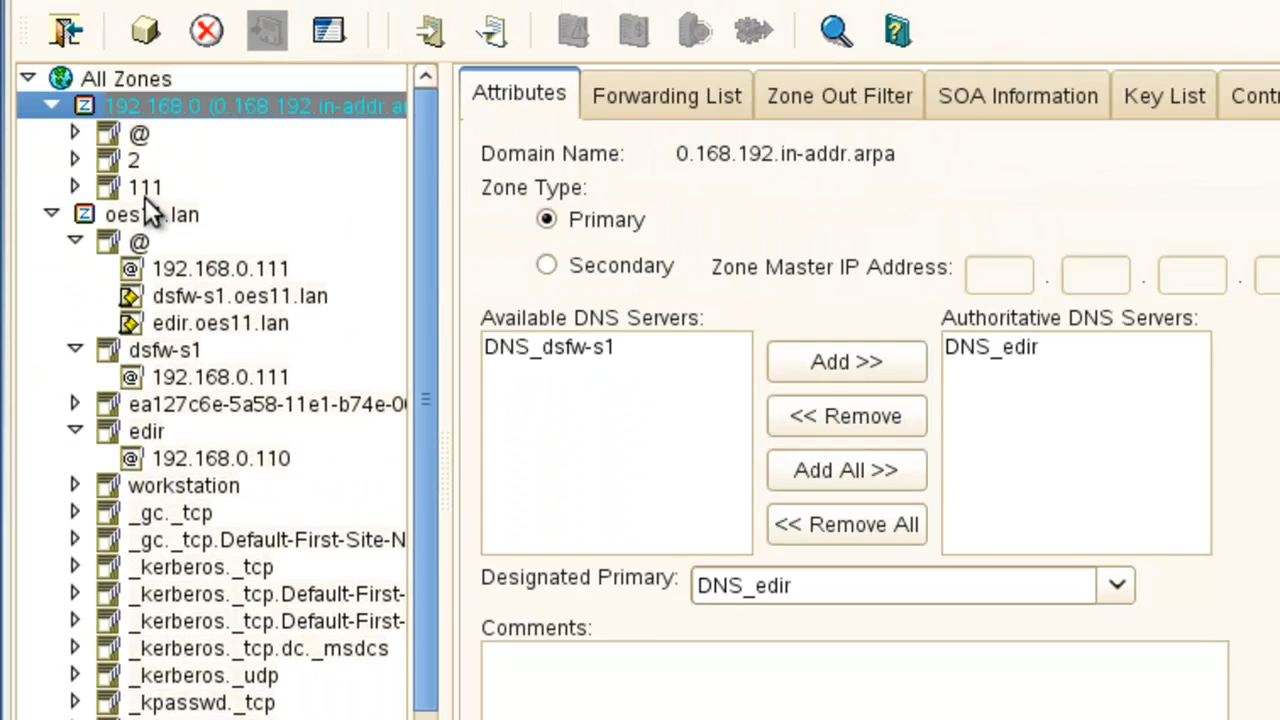 All Zones
192.168.0 (0.168.192.in-addr.ar
@
2
111
oes11.lan
@
192.168.0.111
dsfw-s1.oes11.lan
edir.oes11.lan
dsfw-s1
192.168.0.111
ea127c6e-5a58-11e1-b74e-00
edir
192.168.0.110
workstation
_gc._tcp
_gc._tcp.Default-First-Site-N
_kerberos._tcp
_kerberos._tcp.Default-First-
_kerberos._tcp.Default-First-
_kerberos._tcp.dc._msdcs
_kerberos._udp
_kpasswd._tcp
Attributes
Forwarding List
Zone Out Filter
SOA Information
Key List
Contr
Domain Name: 0.168.192.in-addr.arpa
Zone Type:
Primary
Secondary Zone Master IP Address: . . .
Available DNS Servers:
DNS_dsfw-s1
Add >>
<< Remove
Add All >>
<< Remove All
Authoritative DNS Servers:
DNS_edir
Designated Primary: DNS_edir
Comments: